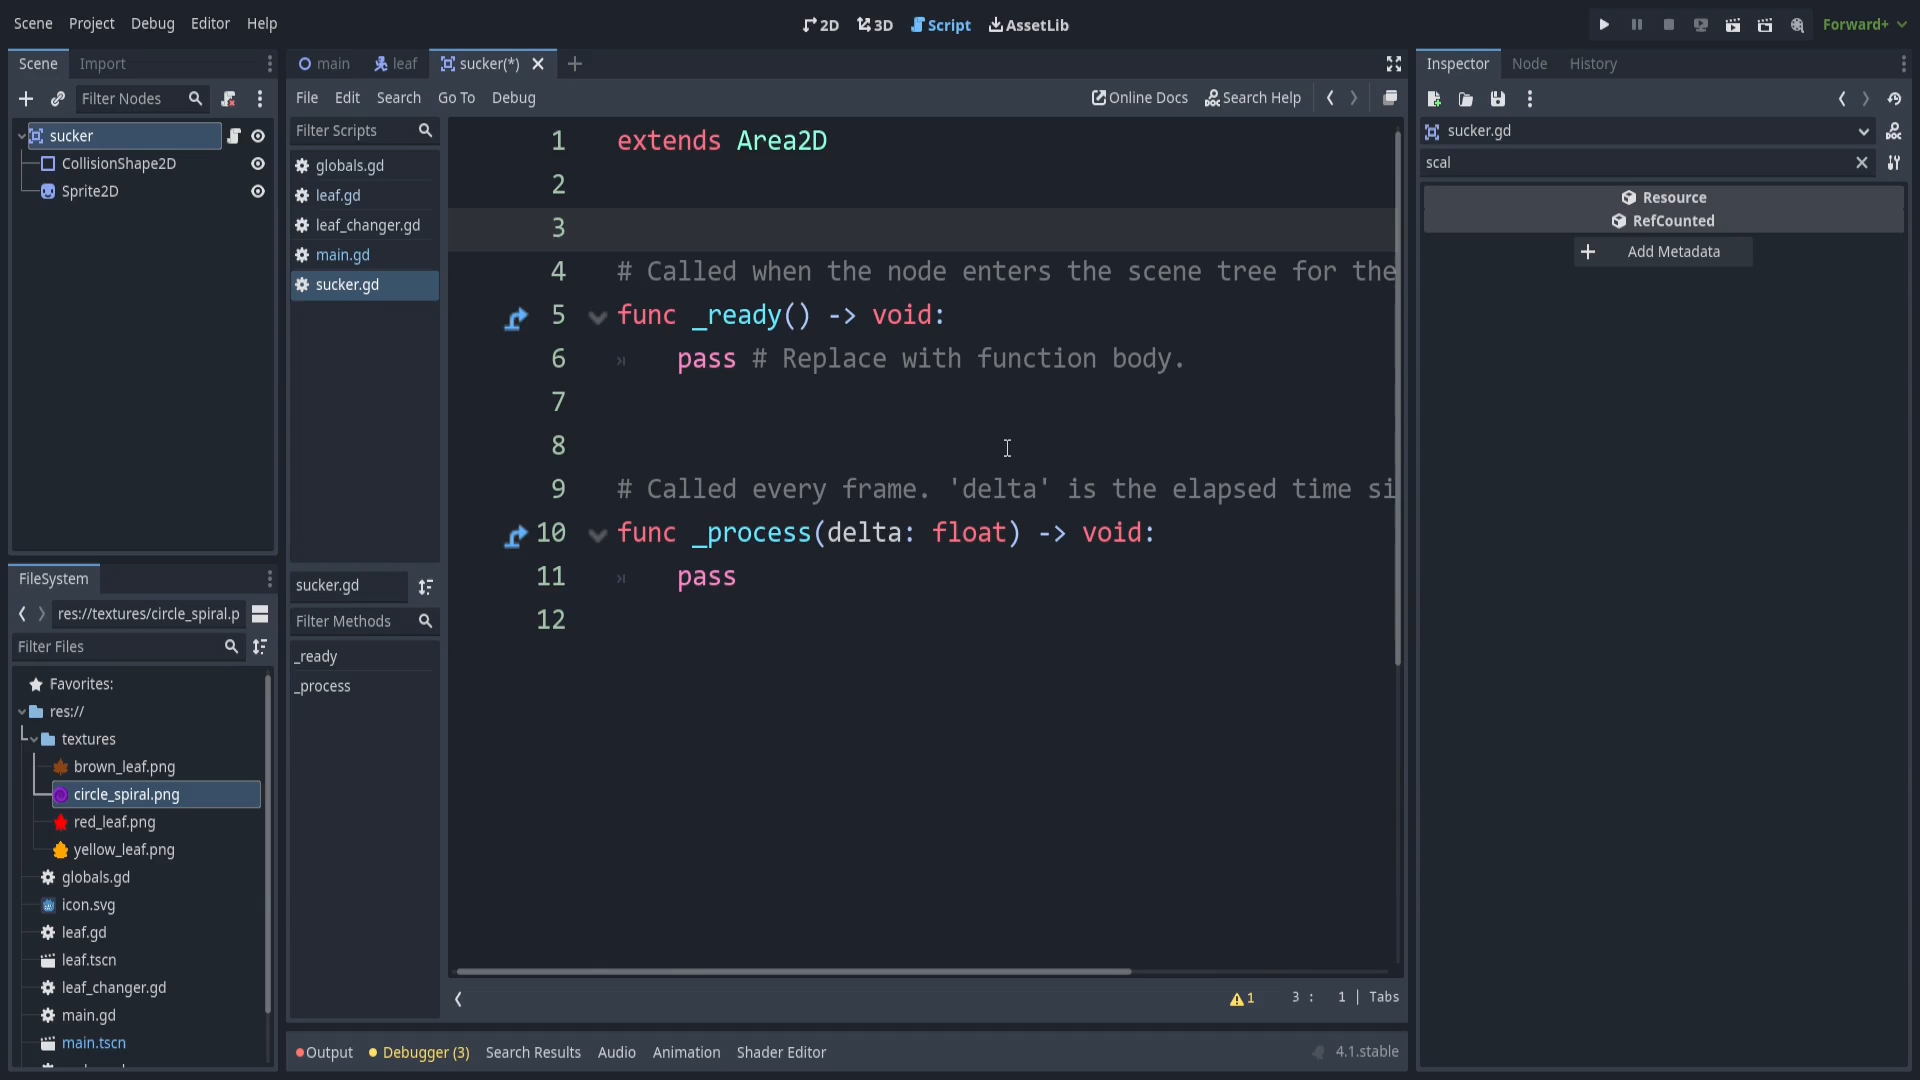 Scene Project Debug Editor Help
2D 3D Script AssetLib
Forward+
Scene Import
Filter Nodes
sucker
CollisionShape2D
Sprite2D
FileSystem
res://textures/circle_spiral.p
Filter Files
Favorites:
res://
textures
brown_leaf.png
circle_spiral.png
red_leaf.png
yellow_leaf.png
globals.gd
icon.svg
leaf.gd
leaf.tscn
leaf_changer.gd
main.gd
main.tscn
main leaf sucker(*)
File Edit Search Go To Debug
Online Docs Search Help
Filter Scripts
globals.gd
leaf.gd
leaf_changer.gd
main.gd
sucker.gd
sucker.gd
Filter Methods
_ready
_process
1 extends Area2D
2
3
4 # Called when the node enters the scene tree for the
5 func _ready() -> void:
6 pass # Replace with function body.
7
8
9 # Called every frame. 'delta' is the elapsed time si
10 func _process(delta: float) -> void:
11 pass
12
1 3 : 1 | Tabs
Output Debugger (3) Search Results Audio Animation Shader Editor
4.1.stable
Inspector Node History
sucker.gd
scal
Resource
RefCounted
Add Metadata